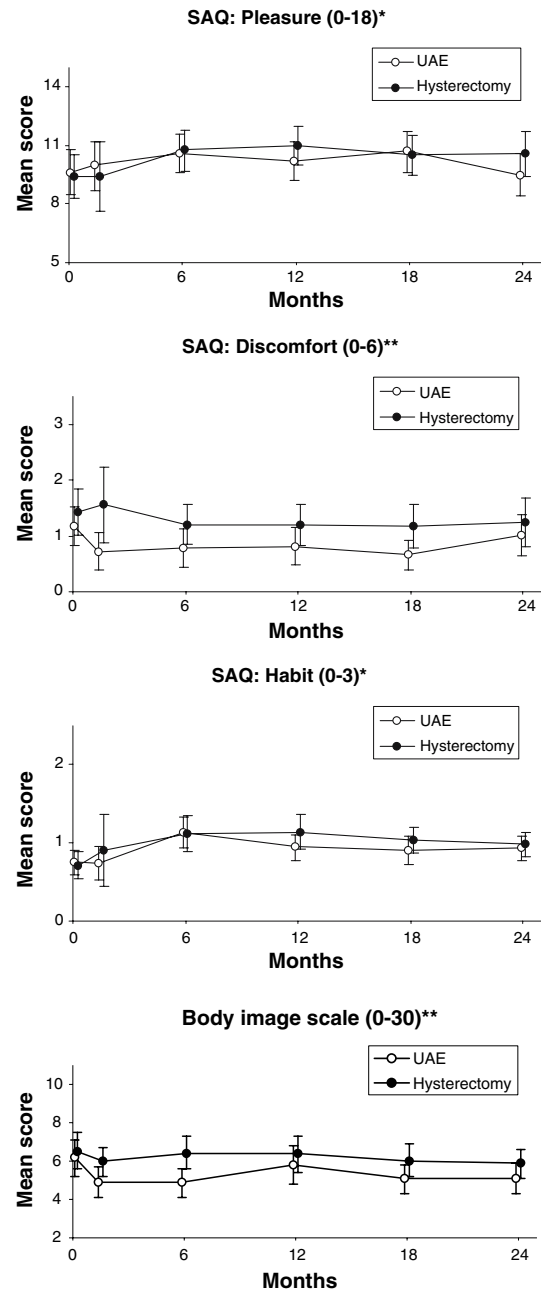 SAQ: Pleasure (0-18)*
UAE
Hysterectomy
14
11
8
5
Mean score
0 6 12 18 24
Months
SAQ: Discomfort (0-6)**
UAE
Hysterectomy
3
2
1
0
Mean score
0 6 12 18 24
Months
SAQ: Habit (0-3)*
UAE
Hysterectomy
2
1
0
Mean score
0 6 12 18 24
Months
Body image scale (0-30)**
UAE
Hysterectomy
10
8
6
4
2
Mean score
0 6 12 18 24
Months